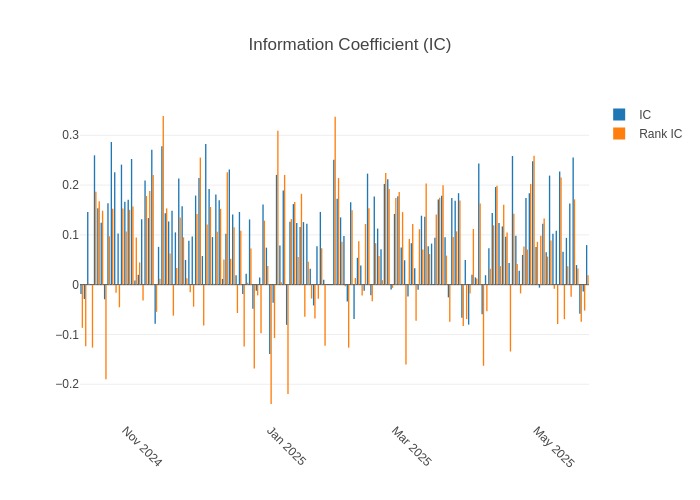 Information Coefficient (IC)
IC
Rank IC
0.3
0.2
0.1
0
−0.1
−0.2
Nov 2024
Jan 2025
Mar 2025
May 2025